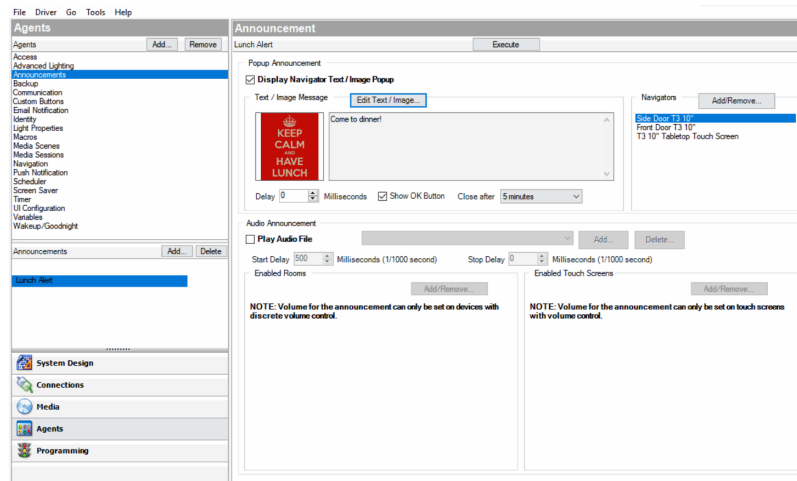 File Driver Go Tools Help
Agents
Agents Add... Remove
Access
Advanced Lighting
Announcements
Backup
Communication
Custom Buttons
Email Notification
Identity
Light Properties
Macros
Media Scenes
Media Sessions
Navigation
Push Notification
Scheduler
Screen Saver
Timer
UI Configuration
Variables
Wakeup/Goodnight
Announcements Add... Delete
Lunch Alert
System Design
Connections
Media
Agents
Programming
Announcement
Lunch Alert Execute
Popup Announcement
Display Navigator Text / Image Popup
Text / Image Message Edit Text / Image...
KEEP
CALM
AND
HAVE
LUNCH
Come to dinner!
Delay 0 Milliseconds Show OK Button Close after 5 minutes
Navigators Add/Remove...
Side Door T3 10"
Front Door T3 10"
T3 10" Tabletop Touch Screen
Audio Announcement
Play Audio File Add... Delete...
Start Delay 500 Milliseconds (1/1000 second) Stop Delay 0 Milliseconds (1/1000 second)
Enabled Rooms
Add/Remove...
NOTE: Volume for the announcement can only be set on devices with
discrete volume control.
Enabled Touch Screens
Add/Remove...
NOTE: Volume for the announcement can only be set on touch screens
with volume control.